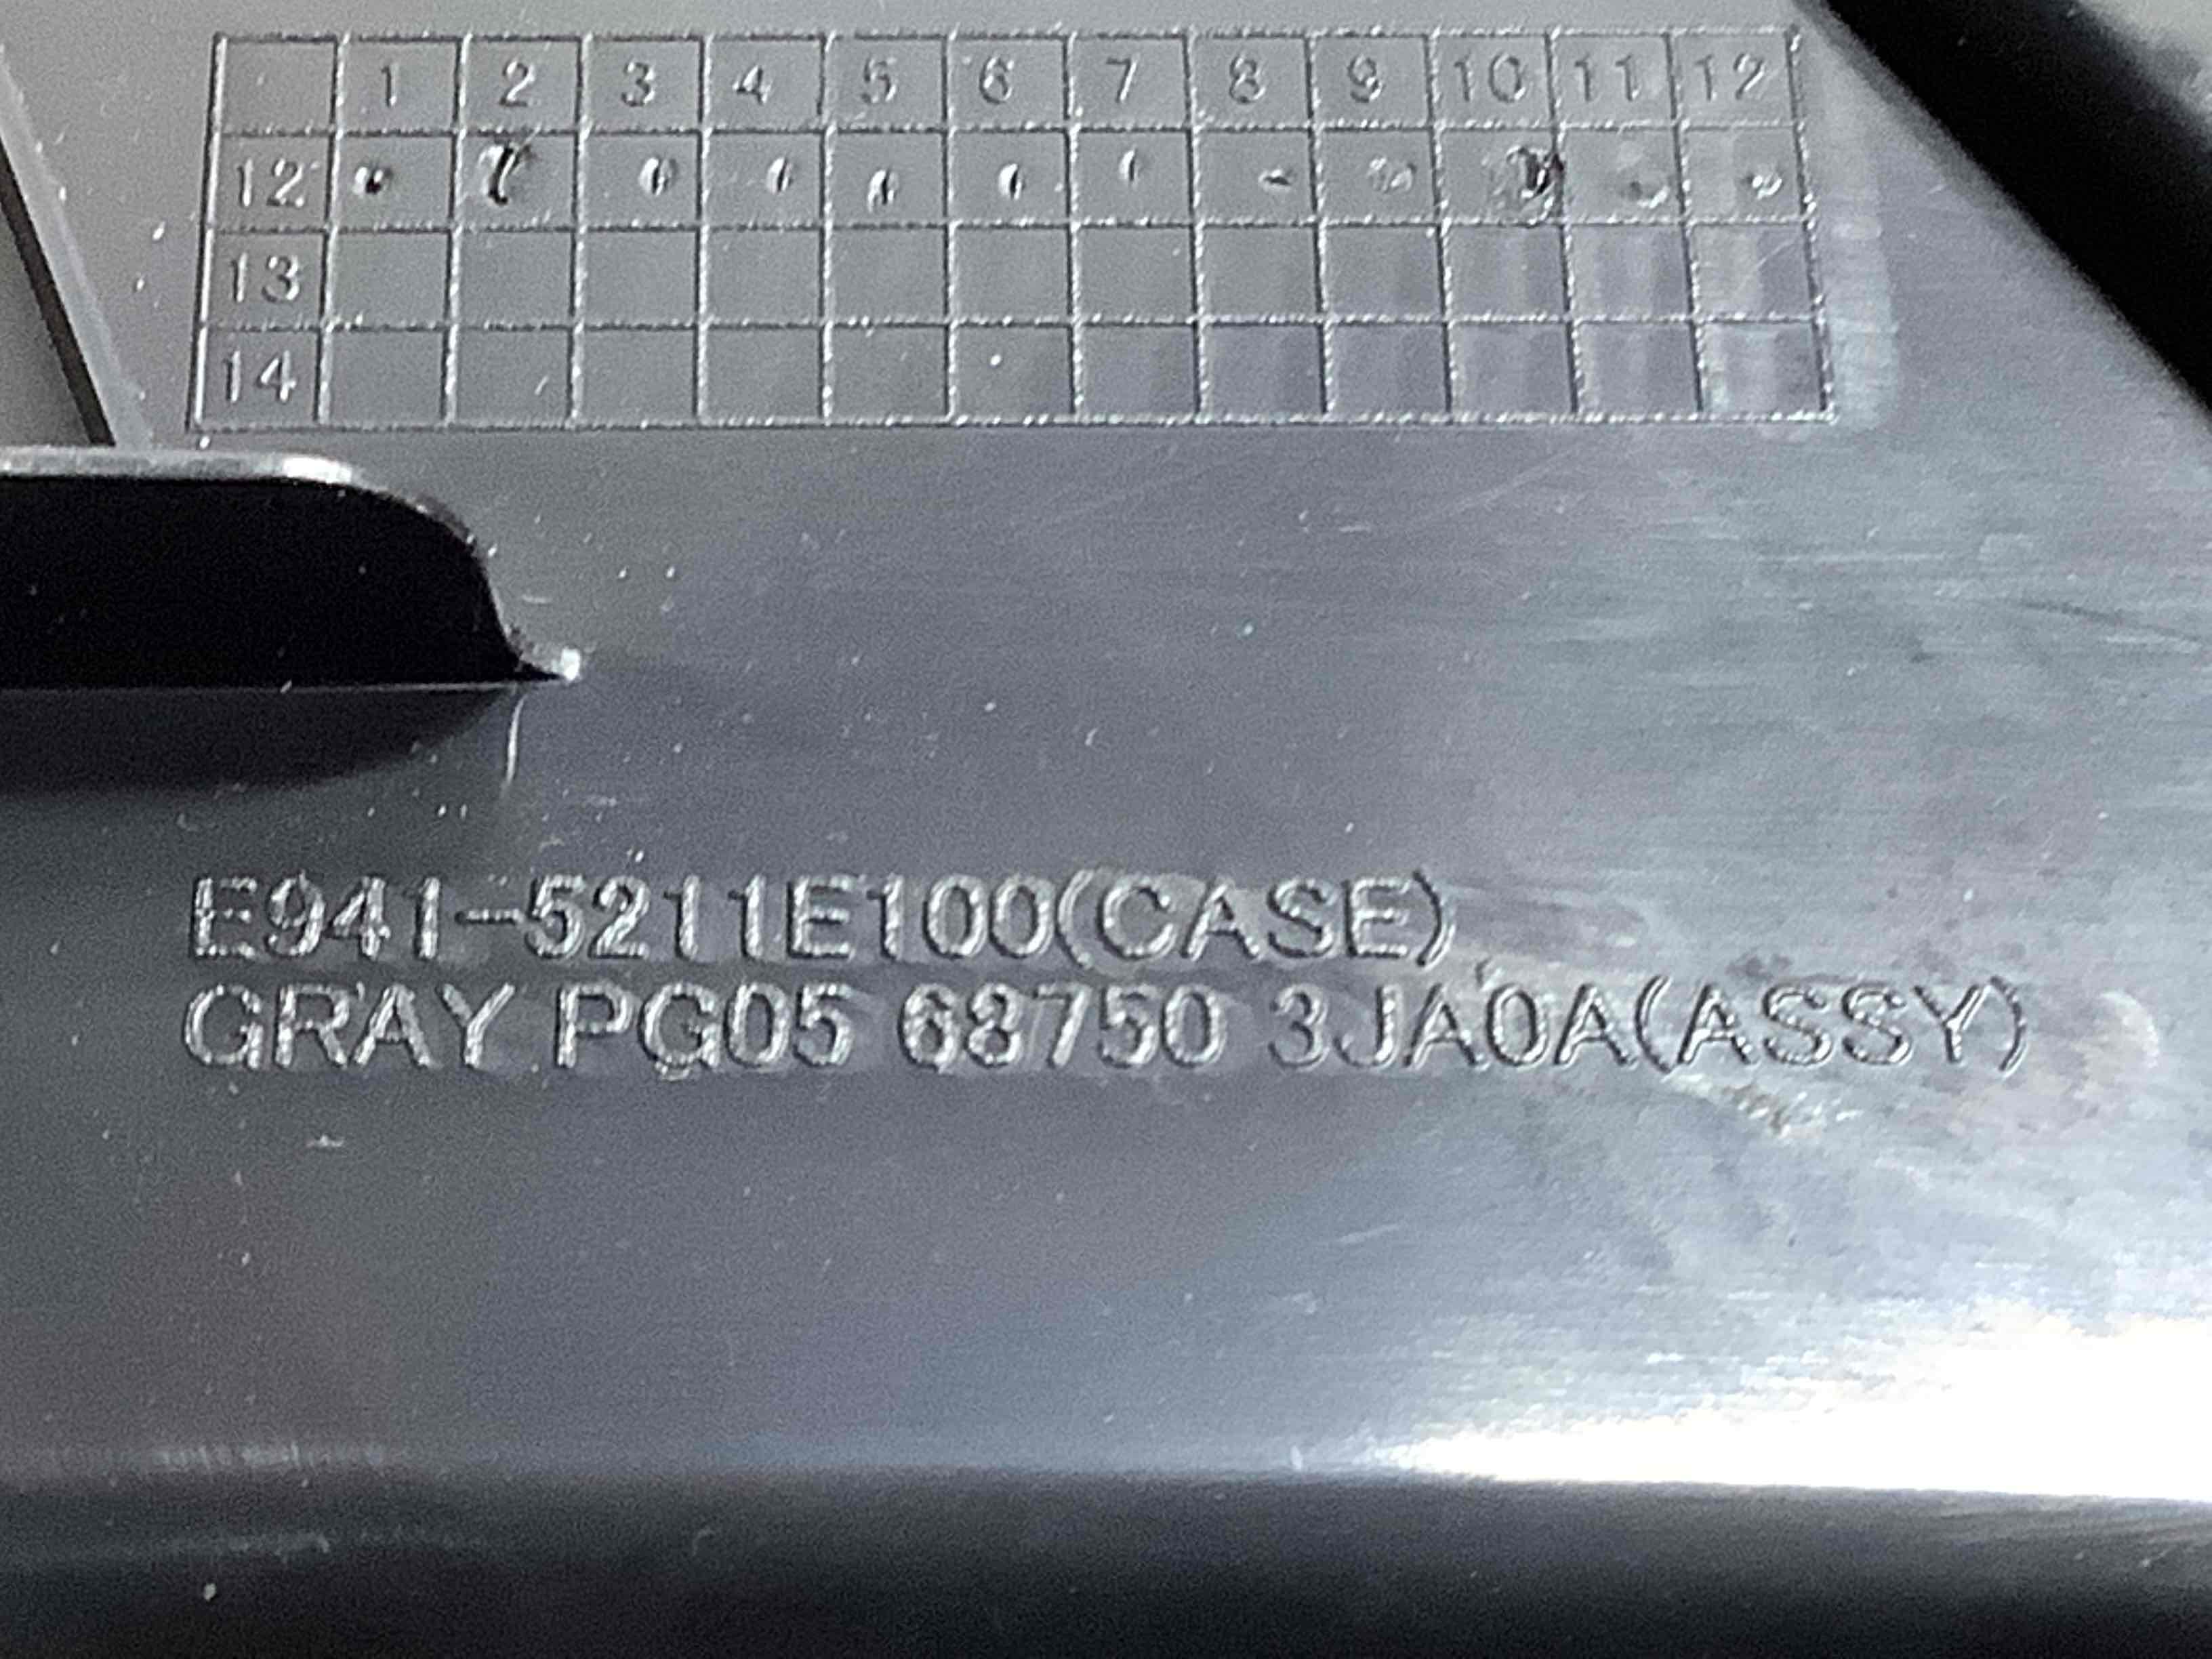 1 2 3 4 5 6 7 8 9 10 11 12
12
13
14
E941-5211E100(CASE)
GRAY PG05 68750 3JA0A(ASSY)